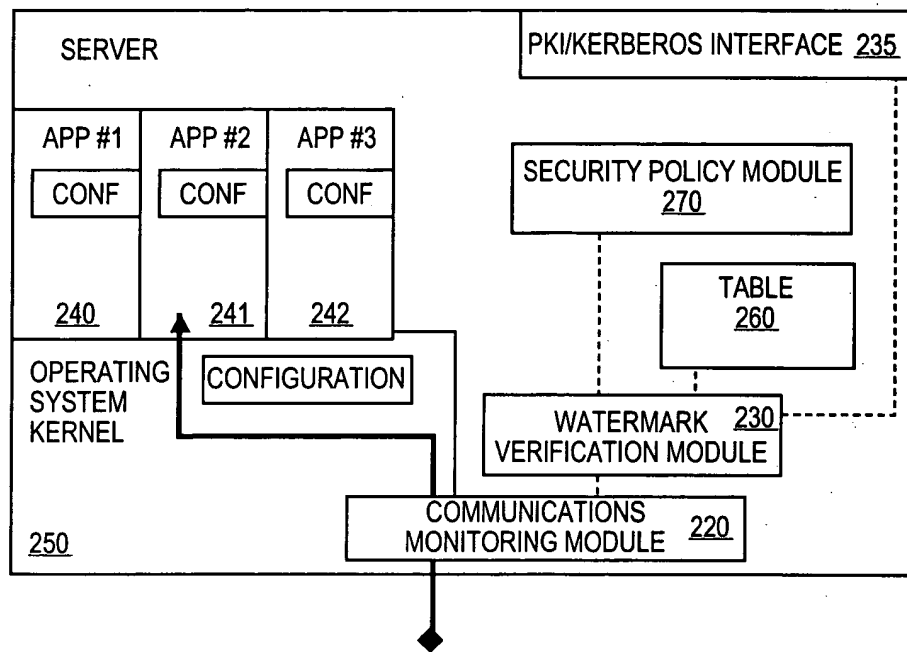 SERVER
PKI/KERBEROS INTERFACE 235
APP #1
CONF
240
APP #2
CONF
241
APP #3
CONF
242
SECURITY POLICY MODULE
270
TABLE
260
OPERATING
SYSTEM
KERNEL
CONFIGURATION
WATERMARK 230
VERIFICATION MODULE
COMMUNICATIONS
MONITORING MODULE 220
250